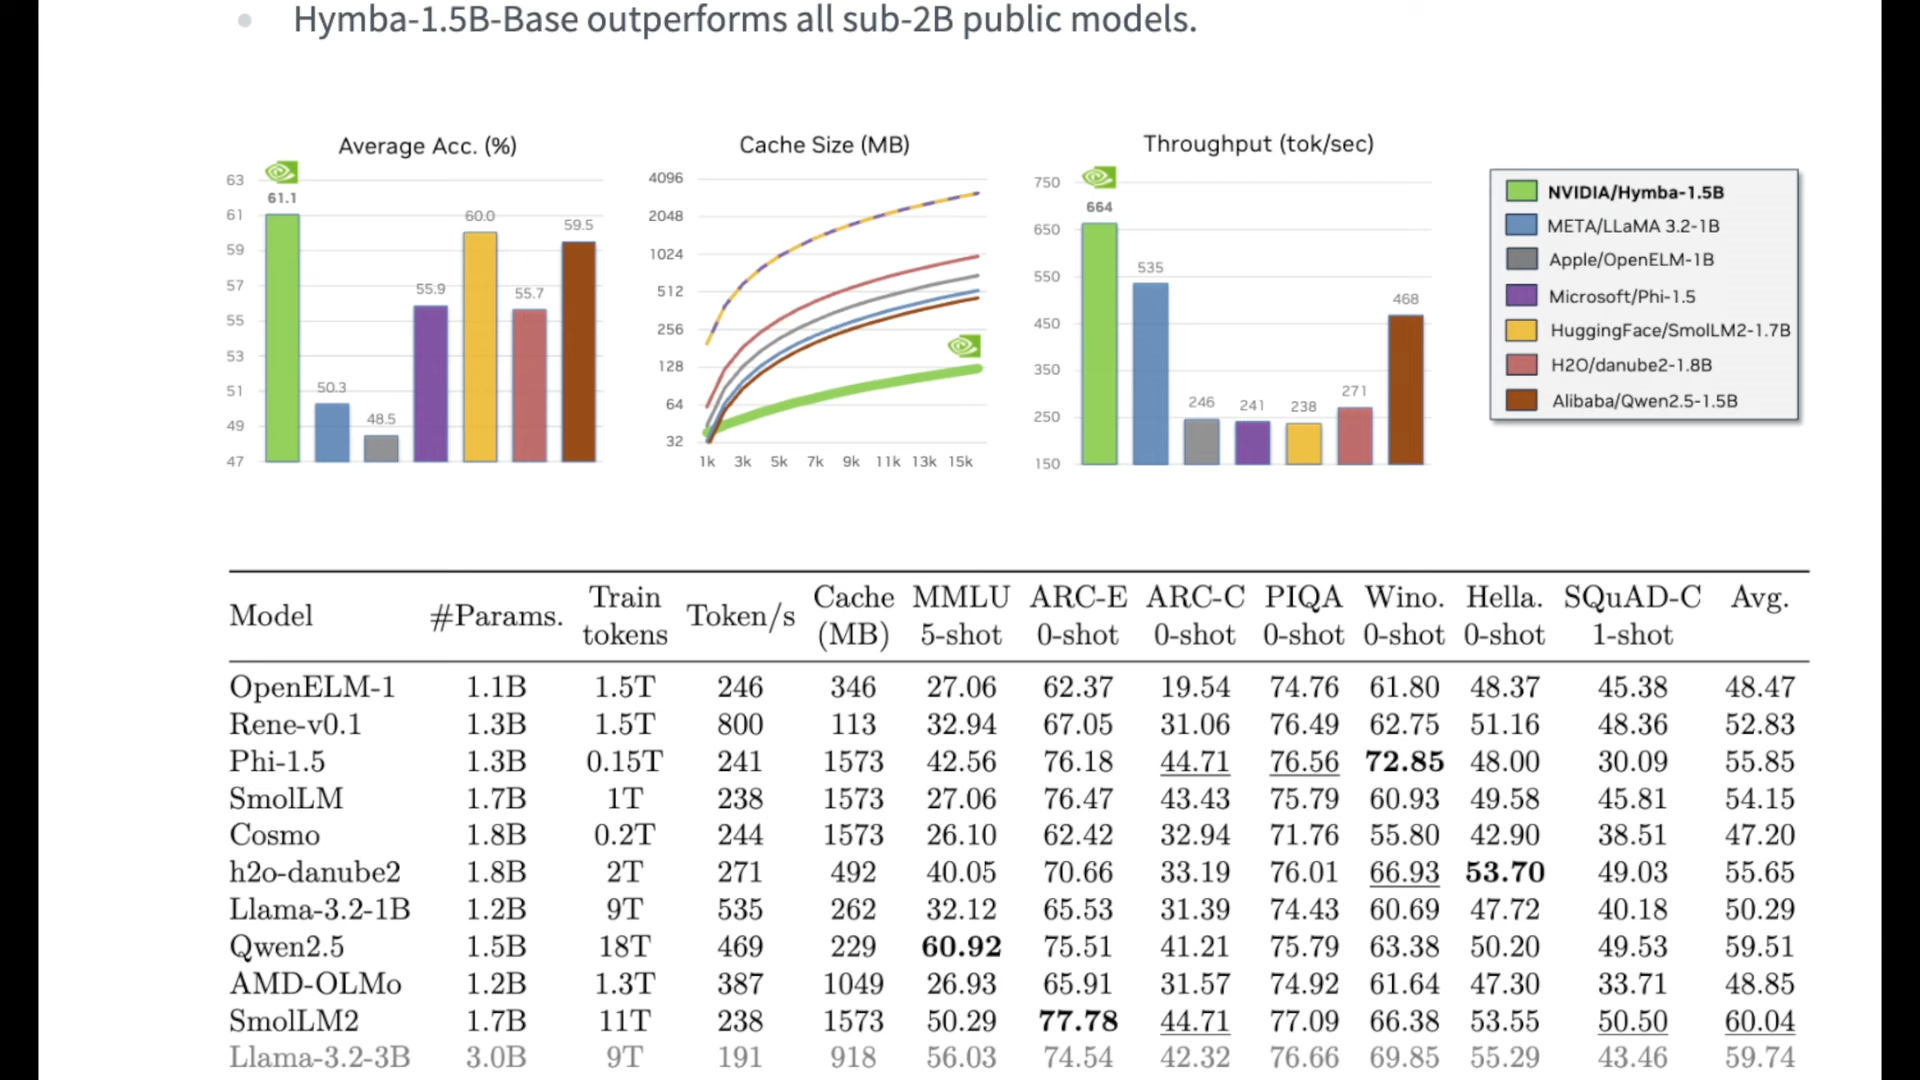 Hymba-1.5B-Base outperforms all sub-2B public models.
Average Acc. (%)
63
61
59
57
55
53
51
49
47
61.1
50.3
48.5
55.9
60.0
55.7
59.5
Cache Size (MB)
4096
2048
1024
512
256
128
64
32
1k 3k 5k 7k 9k 11k 13k 15k
Throughput (tok/sec)
750
650
550
450
350
250
150
664
535
246
241
238
271
468
NVIDIA/Hymba-1.5B
META/LLaMA 3.2-1B
Apple/OpenELM-1B
Microsoft/Phi-1.5
HuggingFace/SmolLM2-1.7B
H2O/danube2-1.8B
Alibaba/Qwen2.5-1.5B
Model #Params. Train tokens Token/s Cache (MB) MMLU 5-shot ARC-E 0-shot ARC-C 0-shot PIQA 0-shot Wino. 0-shot Hella. 0-shot SQuAD-C 1-shot Avg.
OpenELM-1 1.1B 1.5T 246 346 27.06 62.37 19.54 74.76 61.80 48.37 45.38 48.47
Rene-v0.1 1.3B 1.5T 800 113 32.94 67.05 31.06 76.49 62.75 51.16 48.36 52.83
Phi-1.5 1.3B 0.15T 241 1573 42.56 76.18 44.71 76.56 72.85 48.00 30.09 55.85
SmolLM 1.7B 1T 238 1573 27.06 76.47 43.43 75.79 60.93 49.58 45.81 54.15
Cosmo 1.8B 0.2T 244 1573 26.10 62.42 32.94 71.76 55.80 42.90 38.51 47.20
h2o-danube2 1.8B 2T 271 492 40.05 70.66 33.19 76.01 66.93 53.70 49.03 55.65
Llama-3.2-1B 1.2B 9T 535 262 32.12 65.53 31.39 74.43 60.69 47.72 40.18 50.29
Qwen2.5 1.5B 18T 469 229 60.92 75.51 41.21 75.79 63.38 50.20 49.53 59.51
AMD-OLMo 1.2B 1.3T 387 1049 26.93 65.91 31.57 74.92 61.64 47.30 33.71 48.85
SmolLM2 1.7B 11T 238 1573 50.29 77.78 44.71 77.09 66.38 53.55 50.50 60.04
Llama-3.2-3B 3.0B 9T 191 918 56.03 74.54 42.32 76.66 69.85 55.29 43.46 59.74